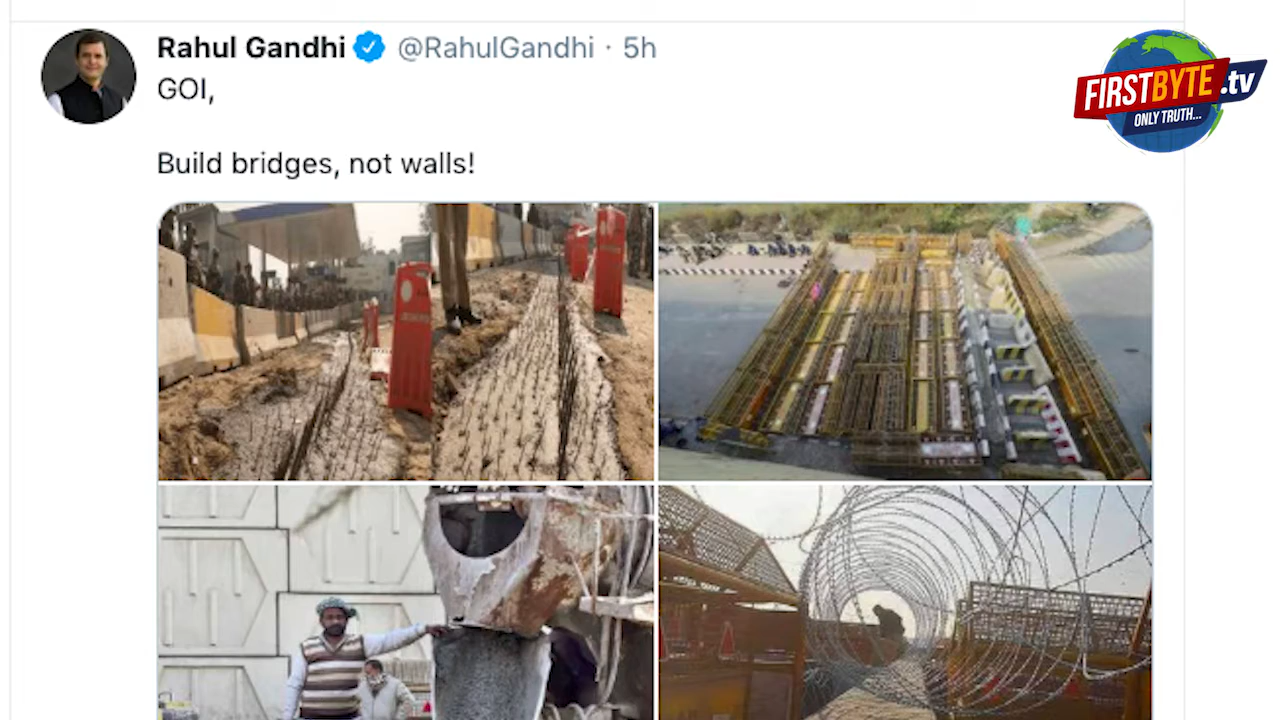 Rahul Gandhi @RahulGandhi · 5h
GOI,
Build bridges, not walls!
FIRSTBYTE.tv
ONLY TRUTH...